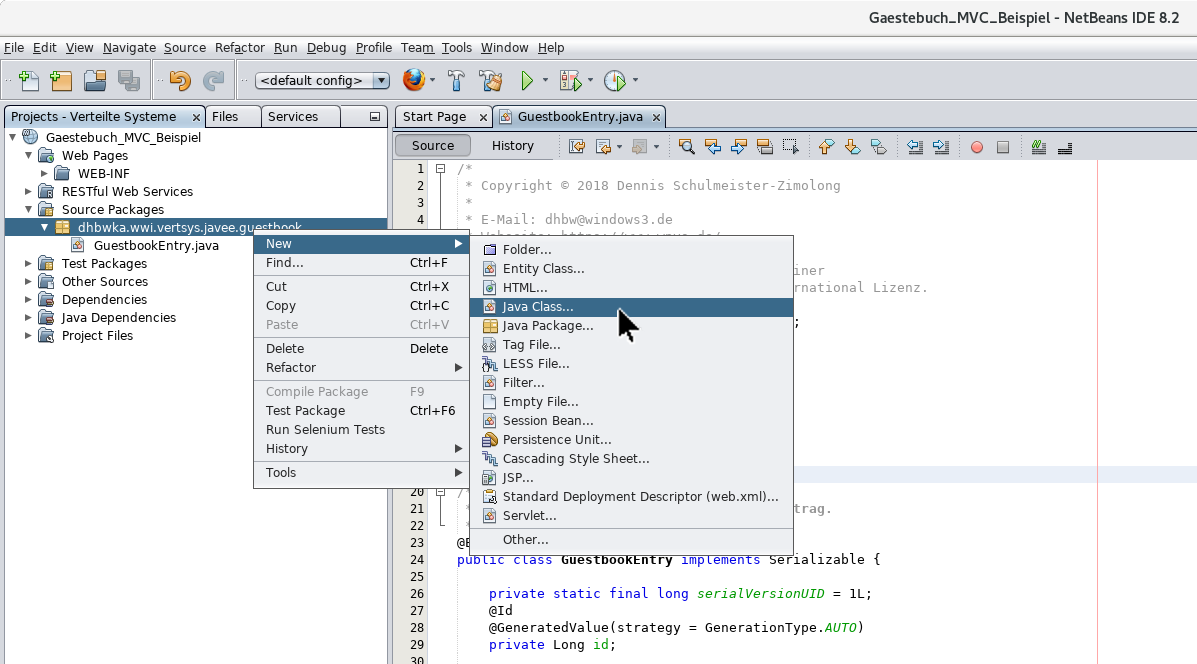 Gaestebuch_MVC_Beispiel - NetBeans IDE 8.2
File Edit View Navigate Source Refactor Run Debug Profile Team Tools Window Help
<default config>
Projects - Verteilte Systeme × Files Services
Start Page × GuestbookEntry.java ×
Source History
Gaestebuch_MVC_Beispiel
Web Pages
WEB-INF
RESTful Web Services
Source Packages
dhbwka.wwi.vertsys.javee.guestbook
GuestbookEntry.java
Test Packages
Other Sources
Dependencies
Java Dependencies
Project Files
New
Find... Ctrl+F
Cut Ctrl+X
Copy Ctrl+C
Paste Ctrl+V
Delete Delete
Refactor
Compile Package F9
Test Package Ctrl+F6
Run Selenium Tests
History
Tools
Folder...
Entity Class...
HTML...
Java Class...
Java Package...
Tag File...
LESS File...
Filter...
Empty File...
Session Bean...
Persistence Unit...
Cascading Style Sheet...
JSP...
Standard Deployment Descriptor (web.xml)...
Servlet...
Other...
1 /*
2 * Copyright © 2018 Dennis Schulmeister-Zimolong
3 *
4 * E-Mail: dhbw@windows3.de
iner
rnational Lizenz.
;
20 /*
21 * trag.
22 *
23 @E
24 public class GuestbookEntry implements Serializable {
25
26 private static final long serialVersionUID = 1L;
27 @Id
28 @GeneratedValue(strategy = GenerationType.AUTO)
29 private Long id;
30